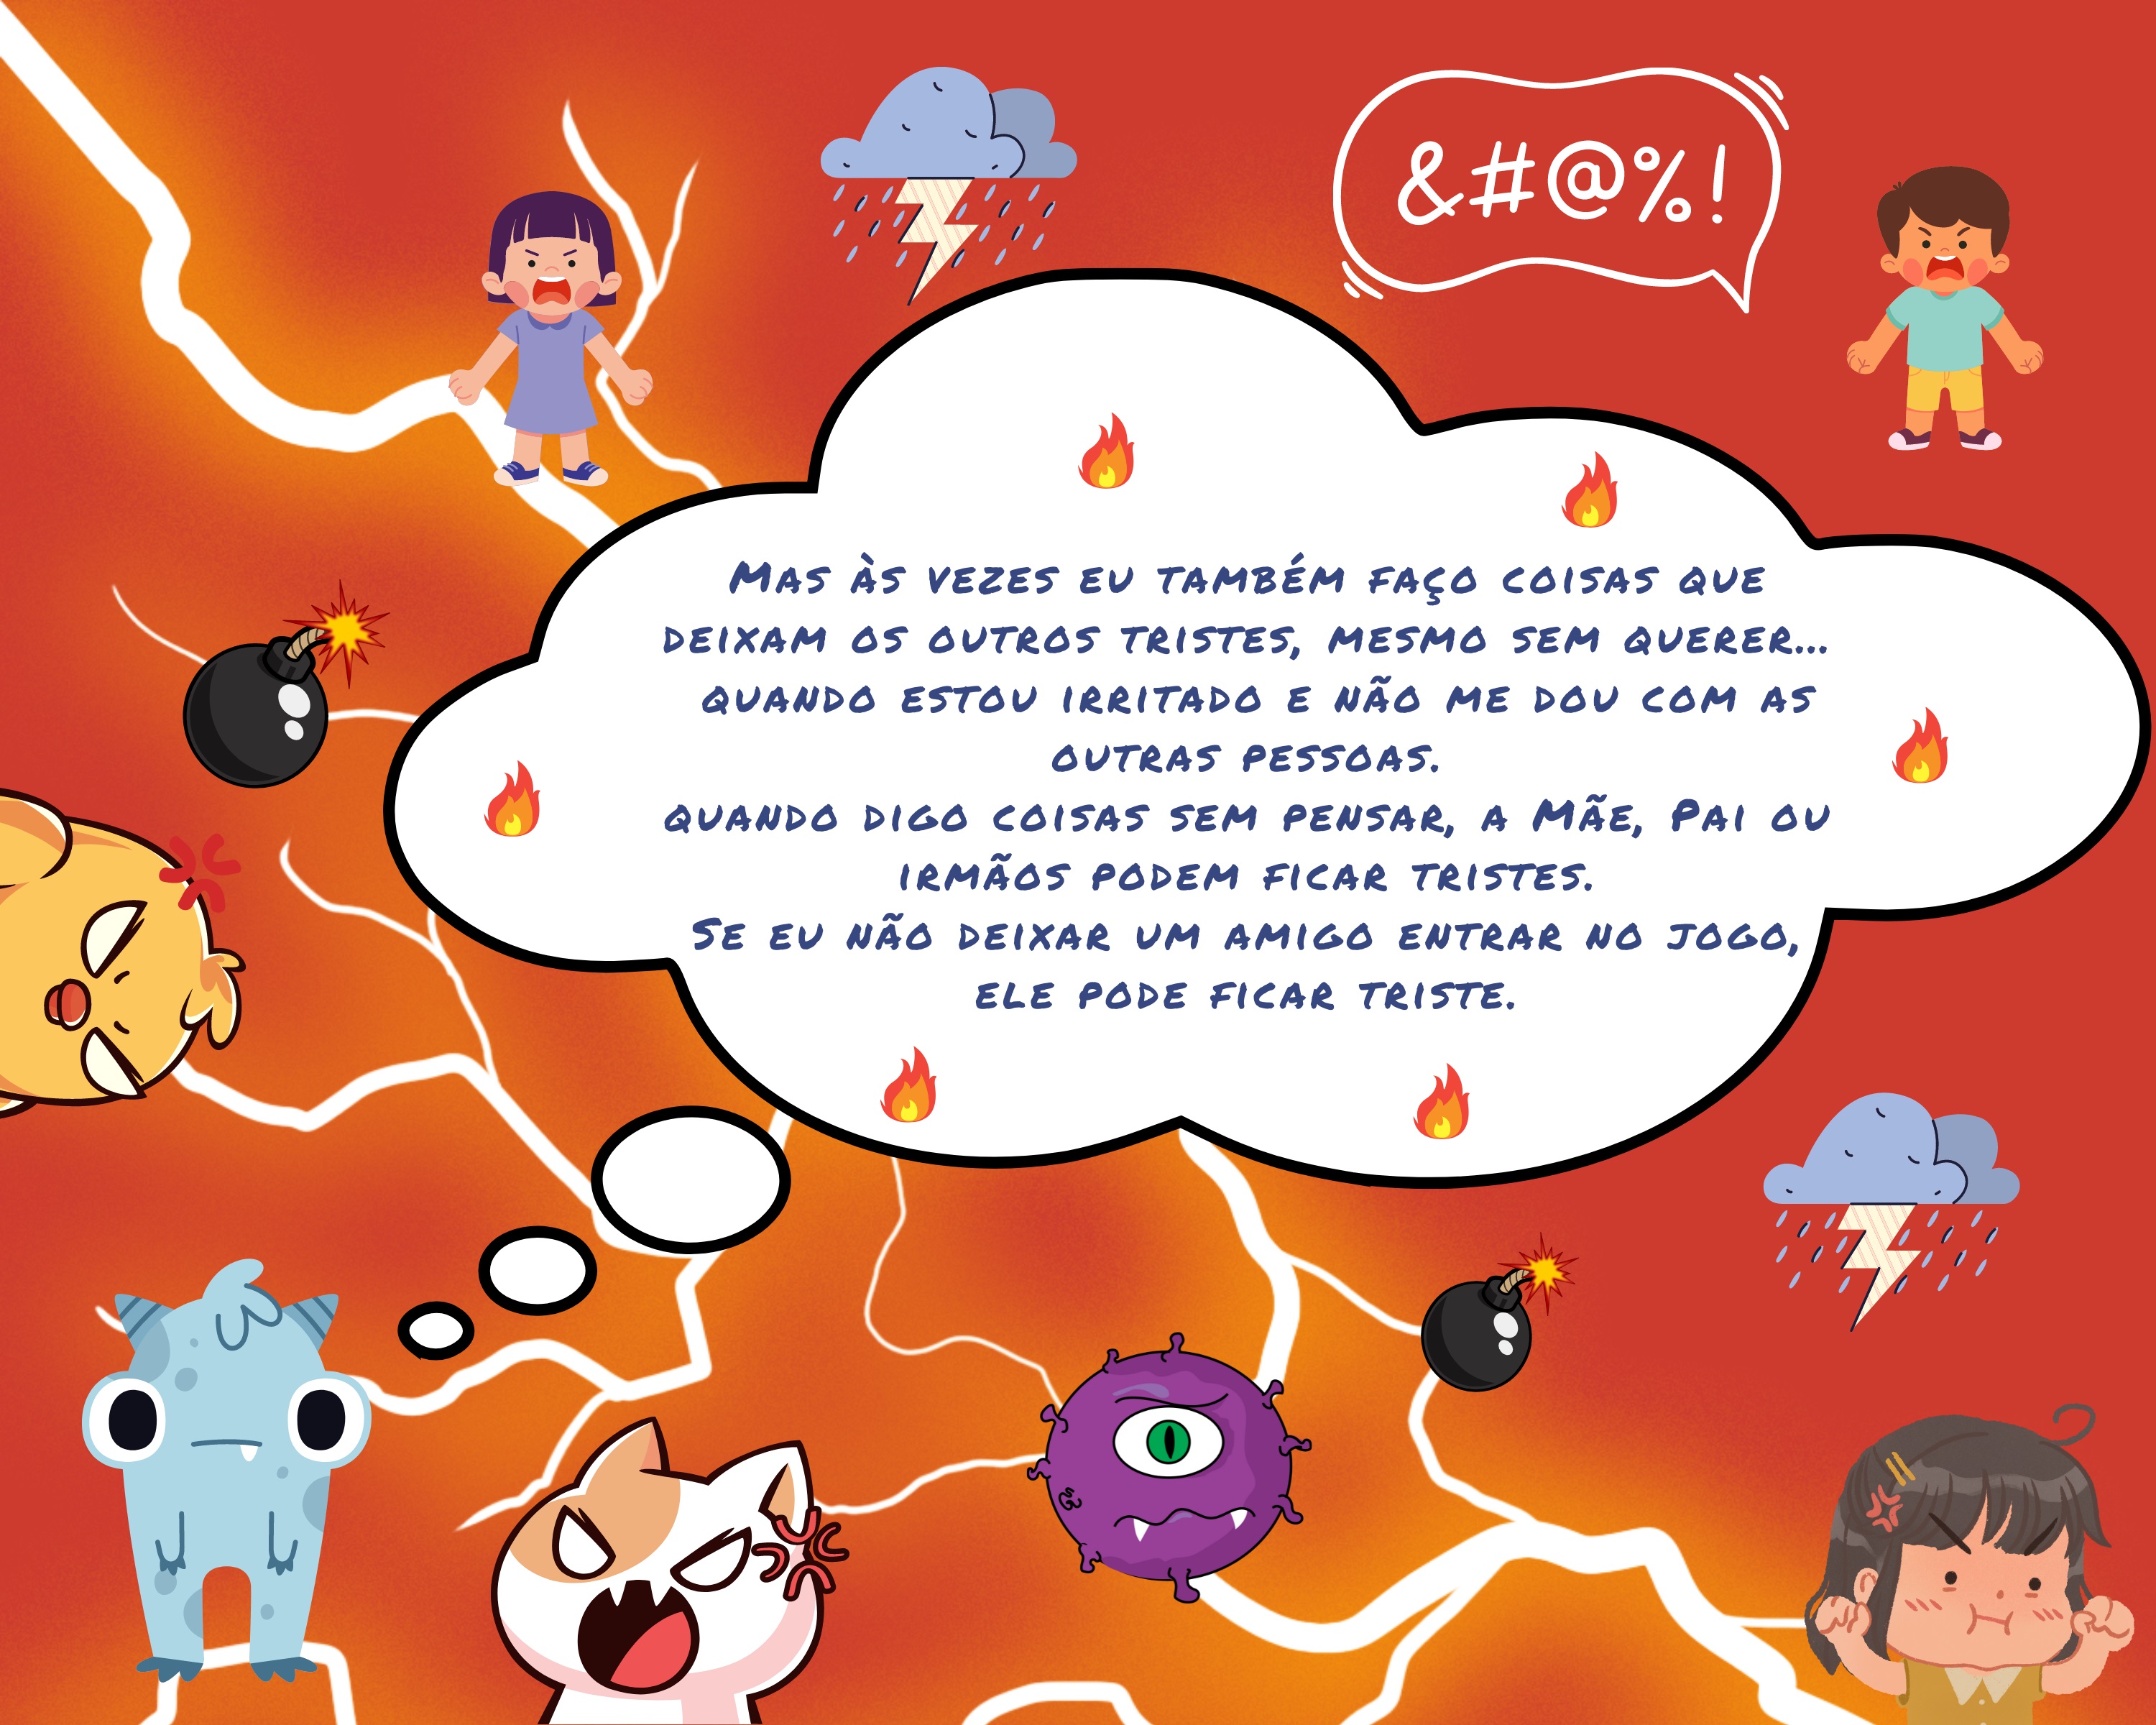 &#@%!
Mas às vezes eu também faço coisas que
deixam os outros tristes, mesmo sem querer...
quando estou irritado e não me dou com as
outras pessoas.
quando digo coisas sem pensar, a Mãe, Pai ou
irmãos podem ficar tristes.
Se eu não deixar um amigo entrar no jogo,
ele pode ficar triste.